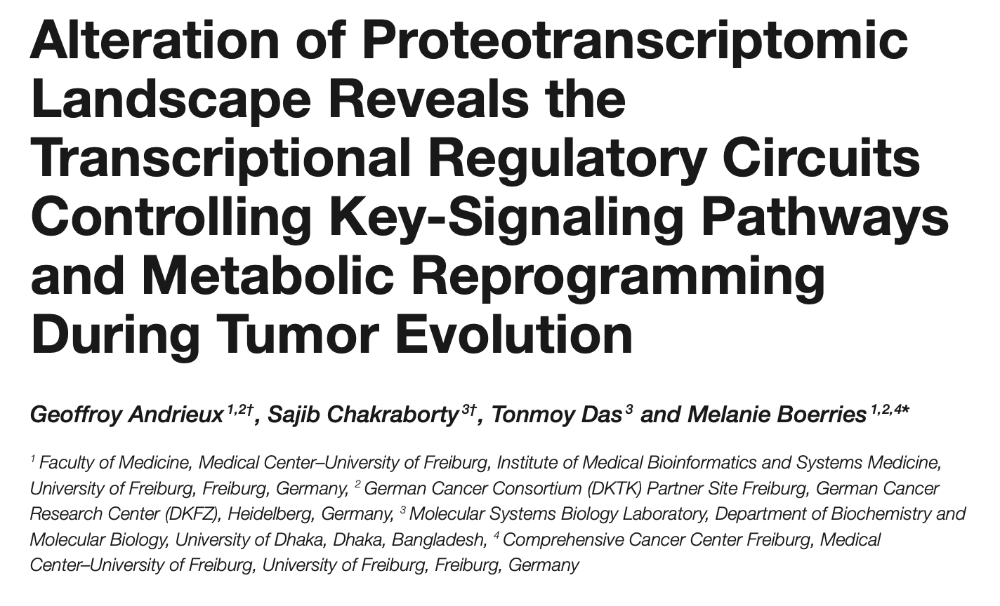 Alteration of Proteotranscriptomic
Landscape Reveals the
Transcriptional Regulatory Circuits
Controlling Key-Signaling Pathways
and Metabolic Reprogramming
During Tumor Evolution
Geoffroy Andrieux 1,2†, Sajib Chakraborty 3†, Tonmoy Das 3 and Melanie Boerries 1,2,4*
1 Faculty of Medicine, Medical Center–University of Freiburg, Institute of Medical Bioinformatics and Systems Medicine,
University of Freiburg, Freiburg, Germany, 2 German Cancer Consortium (DKTK) Partner Site Freiburg, German Cancer
Research Center (DKFZ), Heidelberg, Germany, 3 Molecular Systems Biology Laboratory, Department of Biochemistry and
Molecular Biology, University of Dhaka, Dhaka, Bangladesh, 4 Comprehensive Cancer Center Freiburg, Medical
Center–University of Freiburg, University of Freiburg, Freiburg, Germany